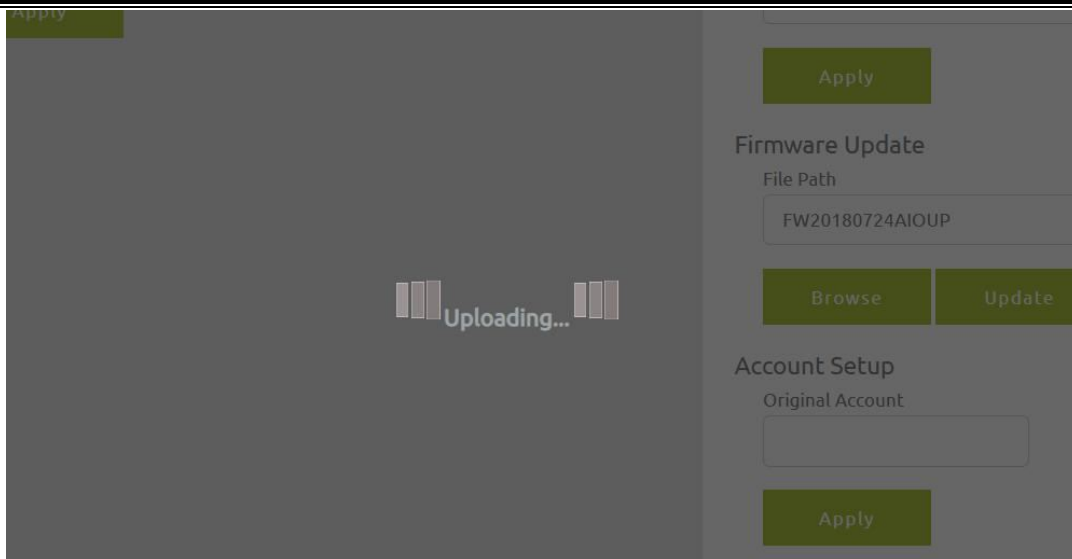 Apply
Apply
Firmware Update
File Path
FW20180724AIOUP
Browse Update
Uploading...
Account Setup
Original Account
Apply